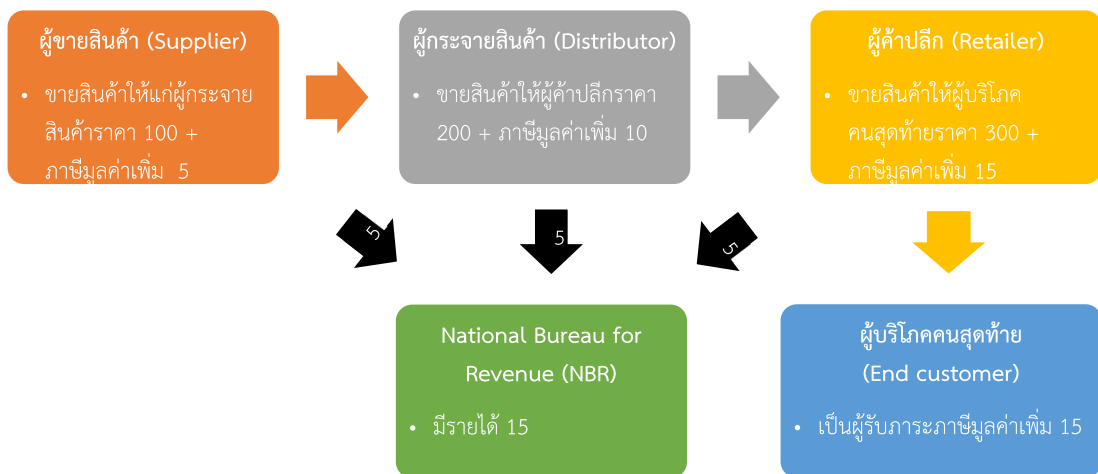 ผู้ขายสินค้า (Supplier)
• ขายสินค้าให้แก่ผู้กระจาย
สินค้าราคา 100 +
ภาษีมูลค่าเพิ่ม 5
ผู้กระจายสินค้า (Distributor)
• ขายสินค้าให้ผู้ค้าปลีกราคา
200 + ภาษีมูลค่าเพิ่ม 10
ผู้ค้าปลีก (Retailer)
• ขายสินค้าให้ผู้บริโภค
คนสุดท้ายราคา 300 +
ภาษีมูลค่าเพิ่ม 15
5
5
5
National Bureau for
Revenue (NBR)
• มีรายได้ 15
ผู้บริโภคคนสุดท้าย
(End customer)
• เป็นผู้รับภาระภาษีมูลค่าเพิ่ม 15